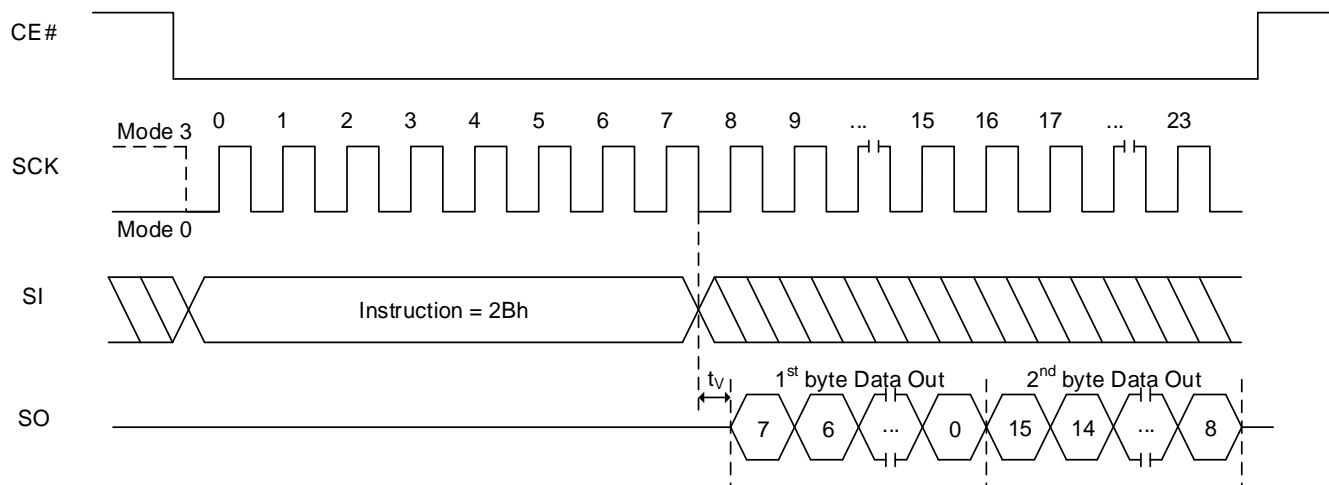 CE#
0 1 2 3 4 5 6 7 8 9 ... 15 16 17 ... 23
Mode 3
SCK
Mode 0
SI
Instruction = 2Bh
tV 1st byte Data Out 2nd byte Data Out
SO
7 6 ... 0 15 14 ... 8